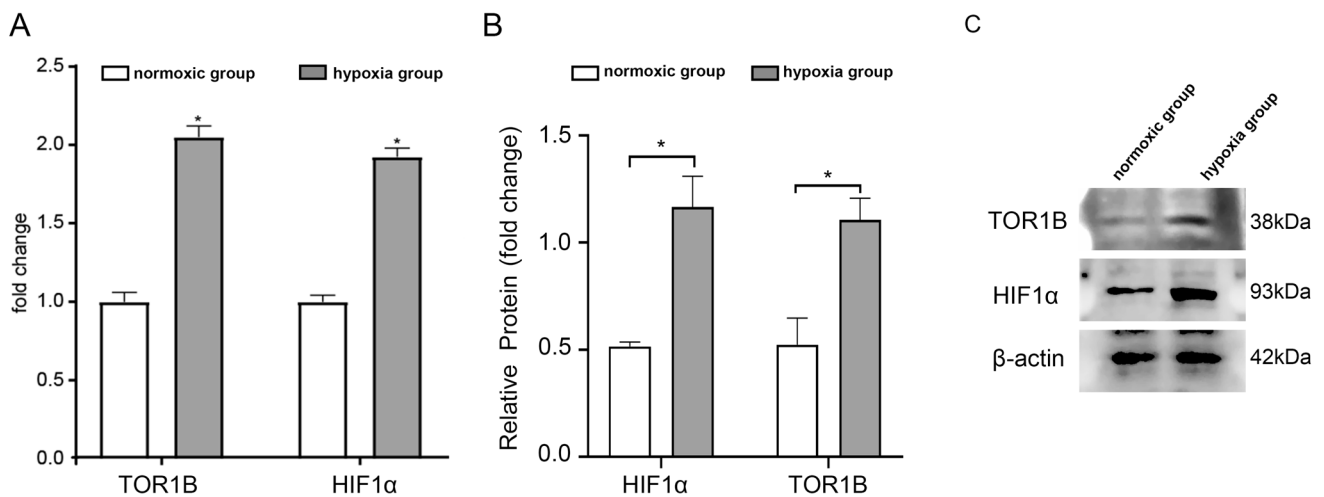 A
fold change
2.5
2.0
1.5
1.0
0.5
0.0
normoxic group
hypoxia group
*
*
TOR1B
HIF1α
B
Relative Protein (fold change)
normoxic group
hypoxia group
1.5
1.0
0.5
0.0
*
*
HIF1α
TOR1B
C
normoxic group
hypoxia group
TOR1B 38kDa
HIF1α 93kDa
β-actin 42kDa